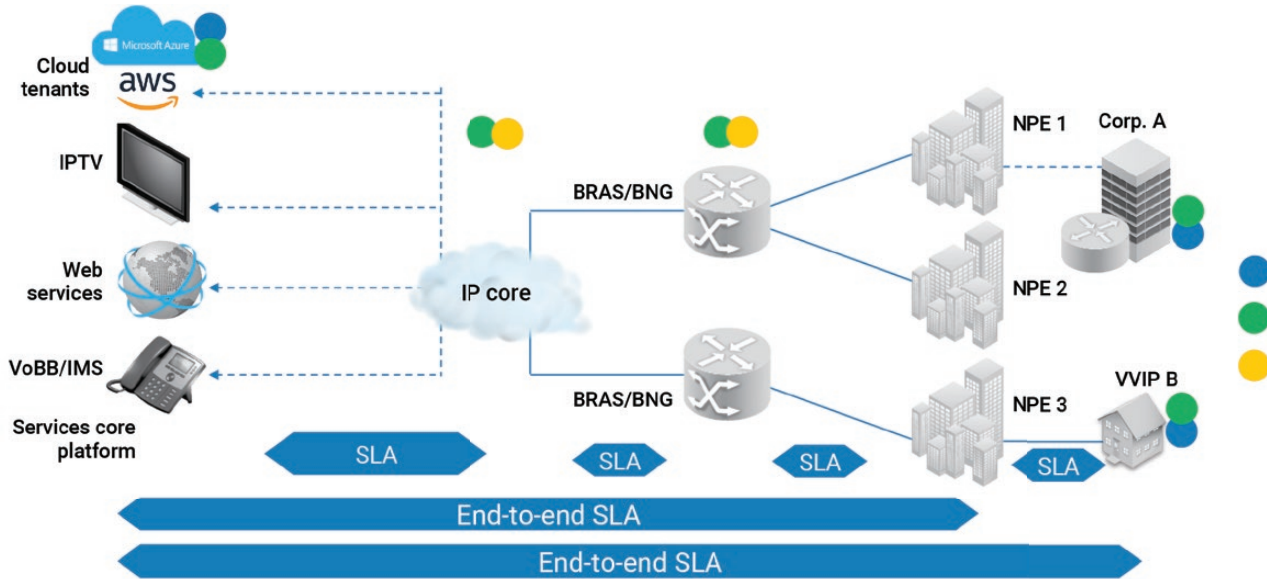 Microsoft Azure
Cloud
tenants
aws
IPTV
Web
services
VoBB/IMS
Services core
platform
IP core
BRAS/BNG
BRAS/BNG
NPE 1
NPE 2
NPE 3
Corp. A
VVIP B
SLA
SLA
SLA
SLA
End-to-end SLA
End-to-end SLA